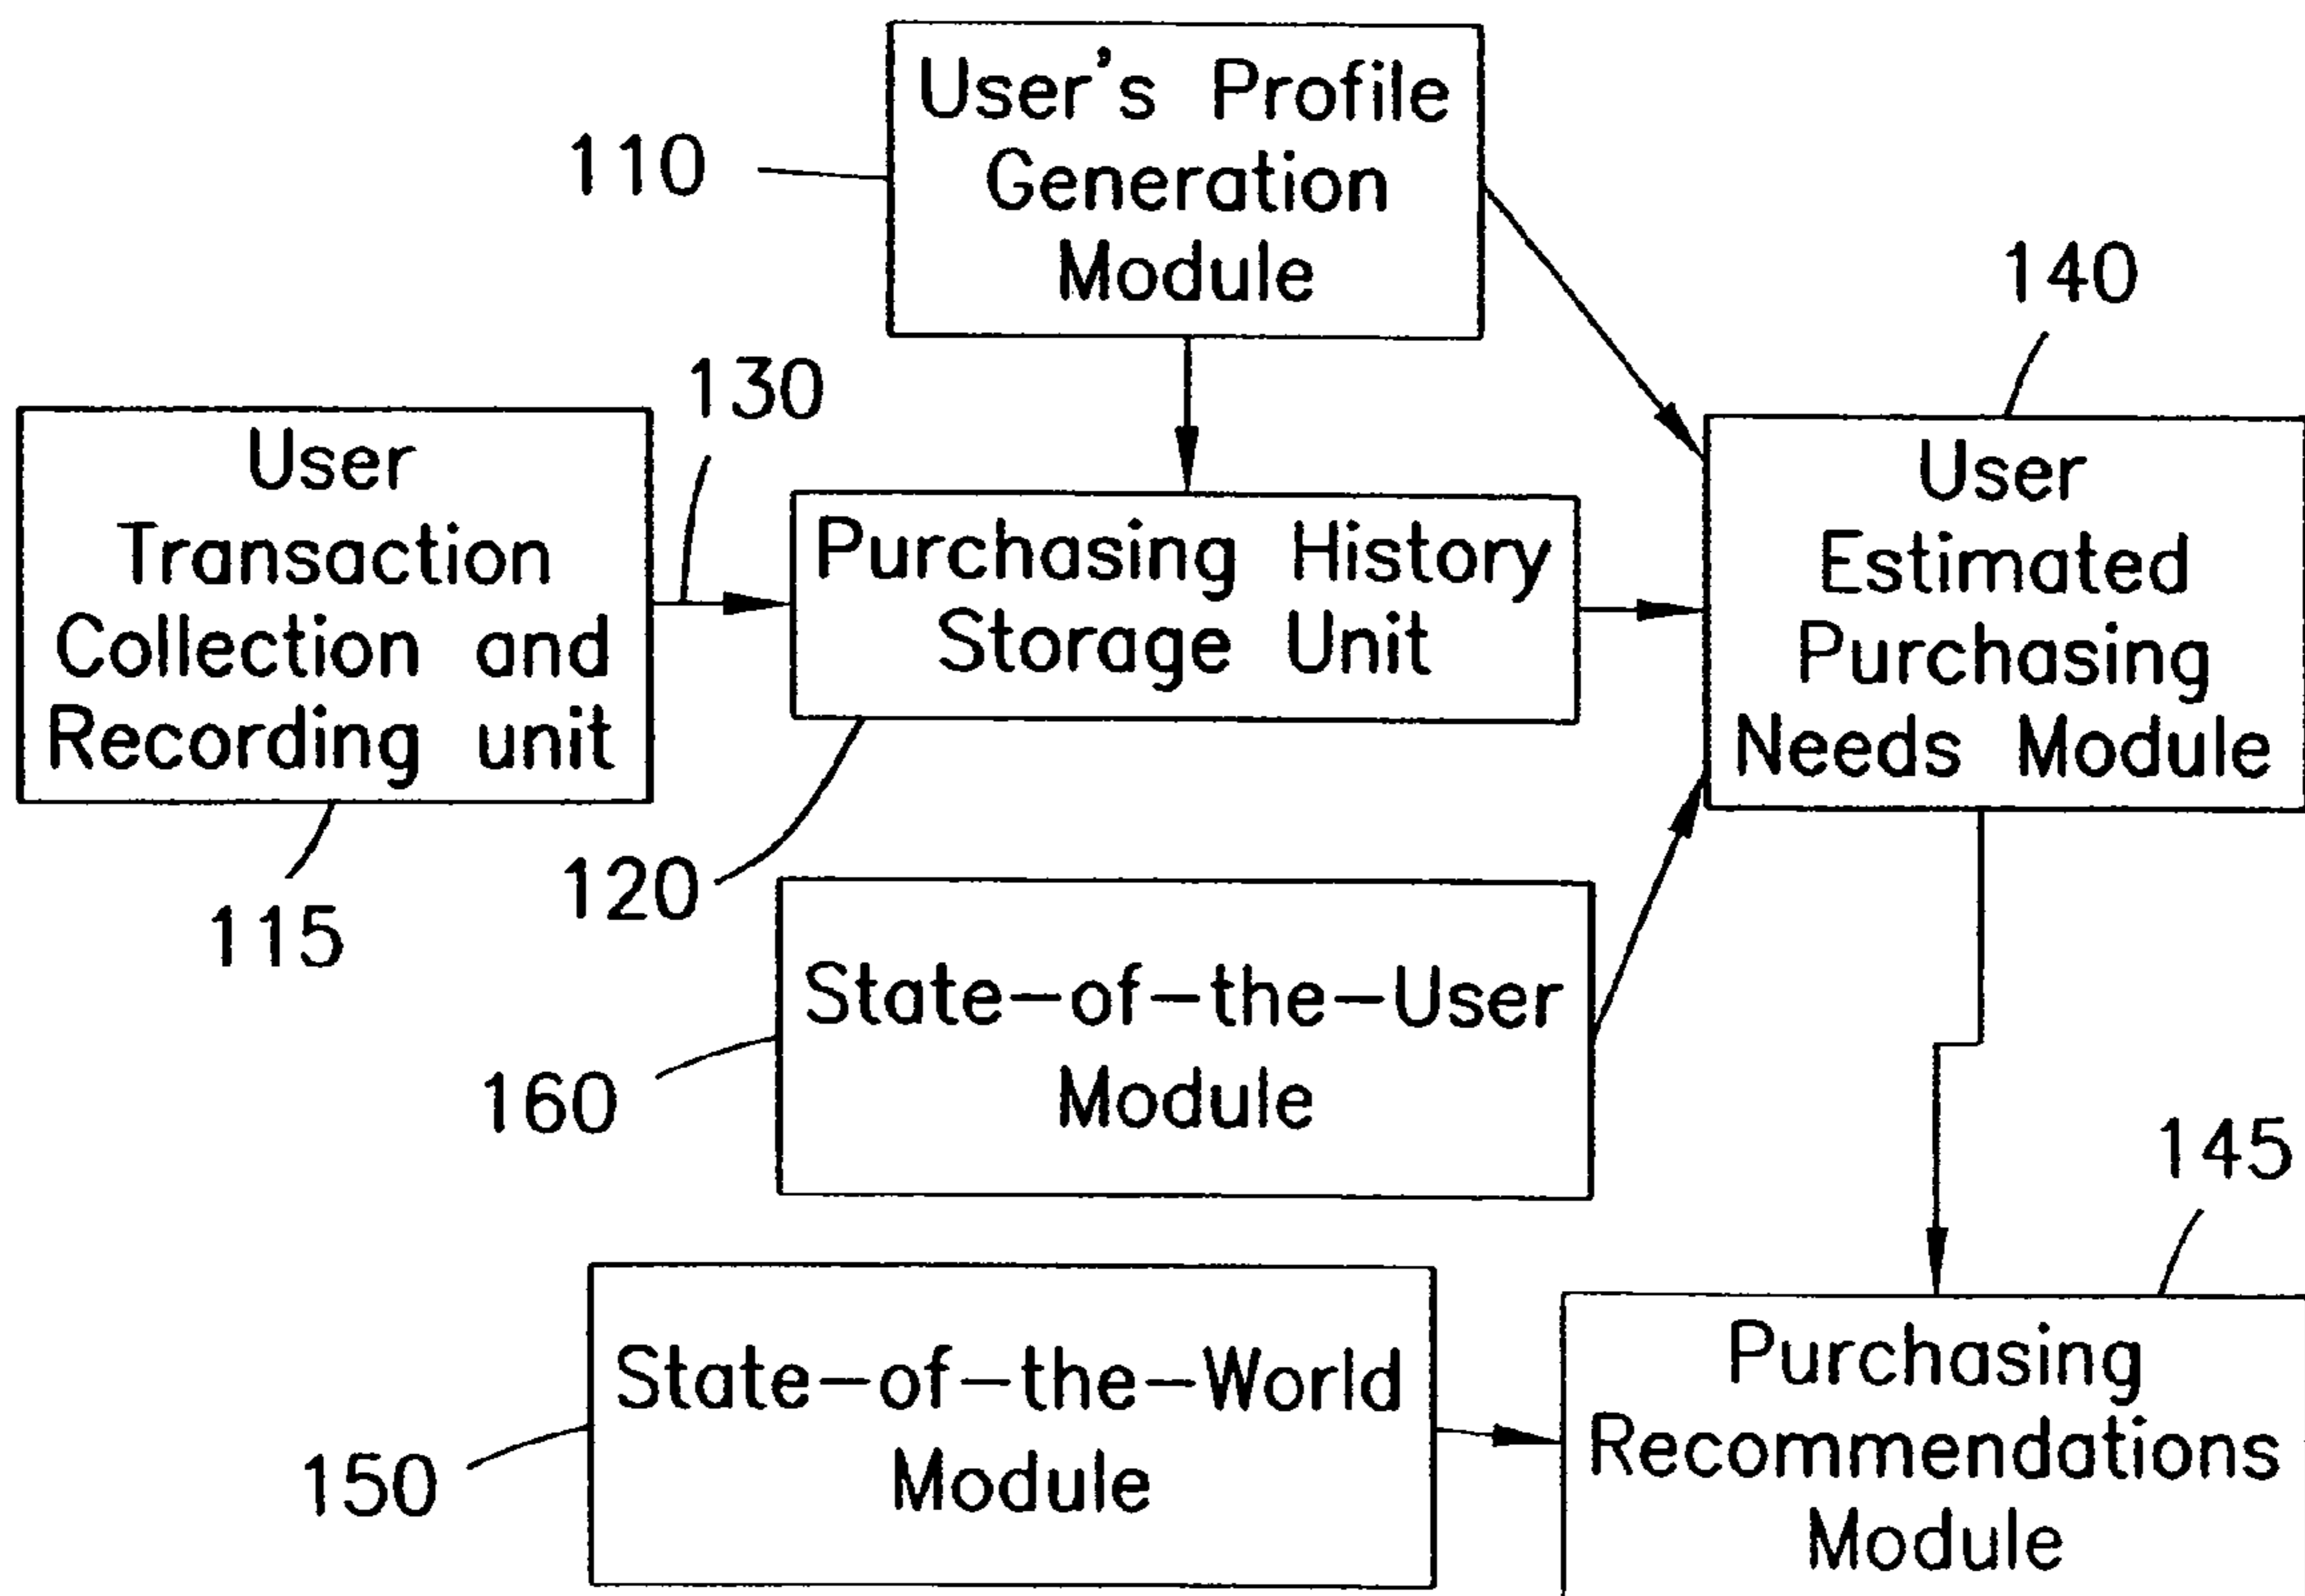 User's Profile
Generation
Module
110
140
130
User
Transaction
Collection and
Recording unit
Purchasing History
Storage Unit
User
Estimated
Purchasing
Needs Module
120
115
State-of-the-User
Module
160
145
State-of-the-World
Module
150
Purchasing
Recommendations
Module